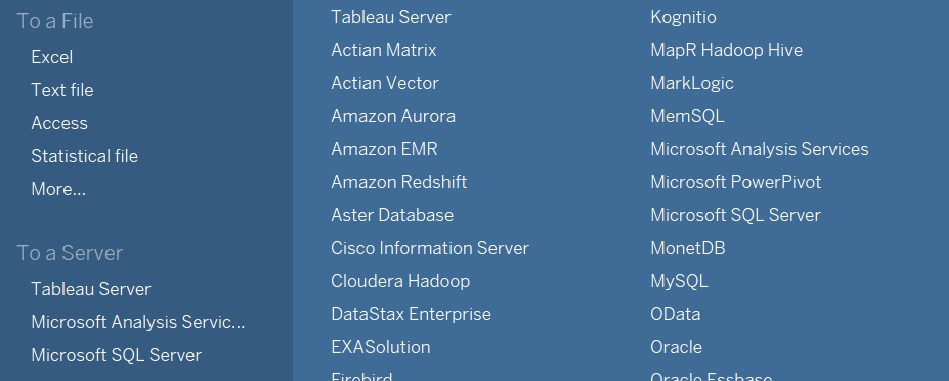 To a File
Excel
Text file
Access
Statistical file
More...
To a Server
Tableau Server
Microsoft Analysis Servic...
Microsoft SQL Server
Tableau Server
Actian Matrix
Actian Vector
Amazon Aurora
Amazon EMR
Amazon Redshift
Aster Database
Cisco Information Server
Cloudera Hadoop
DataStax Enterprise
EXASolution
Firebird
Kognitio
MapR Hadoop Hive
MarkLogic
MemSQL
Microsoft Analysis Services
Microsoft PowerPivot
Microsoft SQL Server
MonetDB
MySQL
OData
Oracle
Oracle Essbase